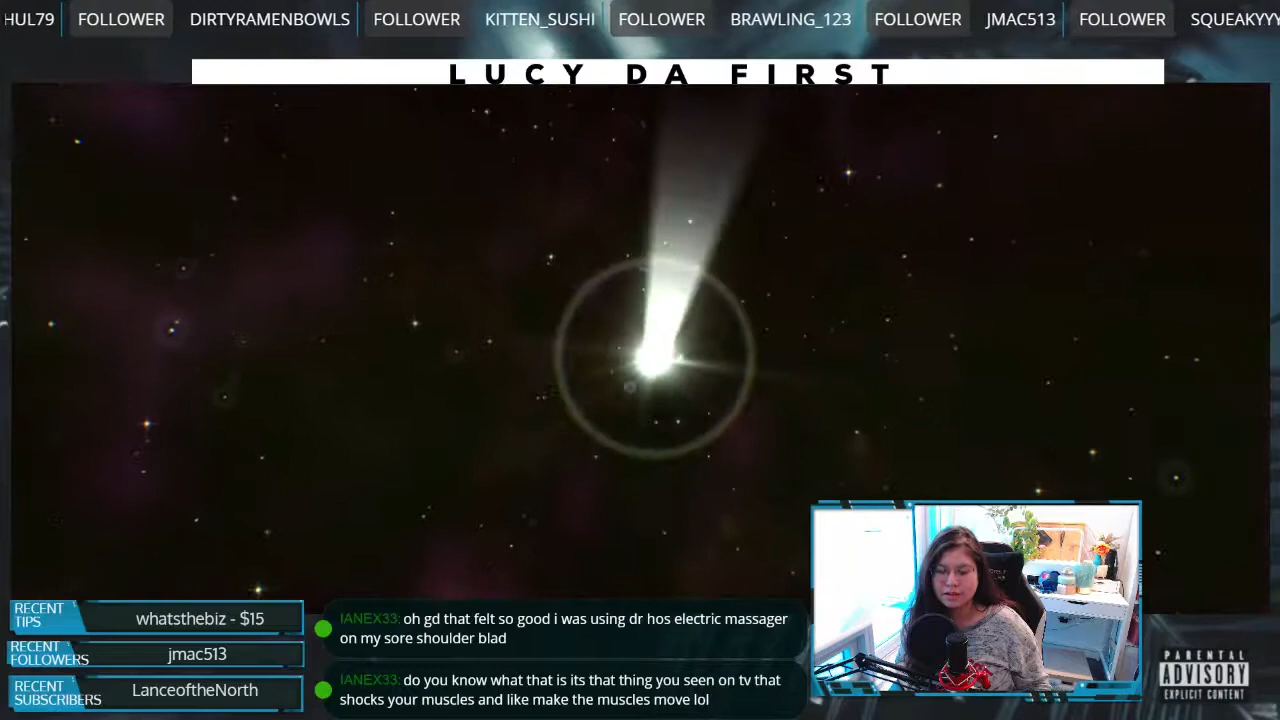 HUL79 FOLLOWER DIRTYRAMENBOWLS FOLLOWER KITTEN_SUSHI FOLLOWER BRAWLING_123 FOLLOWER JMAC513 FOLLOWER SQUEAKYYY
LUCY DA FIRST
RECENT TIPS
whatsthebiz - $15
RECENT FOLLOWERS
jmac513
RECENT SUBSCRIBERS
LanceoftheNorth
IANEX33: oh gd that felt so good i was using dr hos electric massager
on my sore shoulder blad
IANEX33: do you know what that is its that thing you seen on tv that
shocks your muscles and like make the muscles move lol
PARENTAL
ADVISORY
EXPLICIT CONTENT